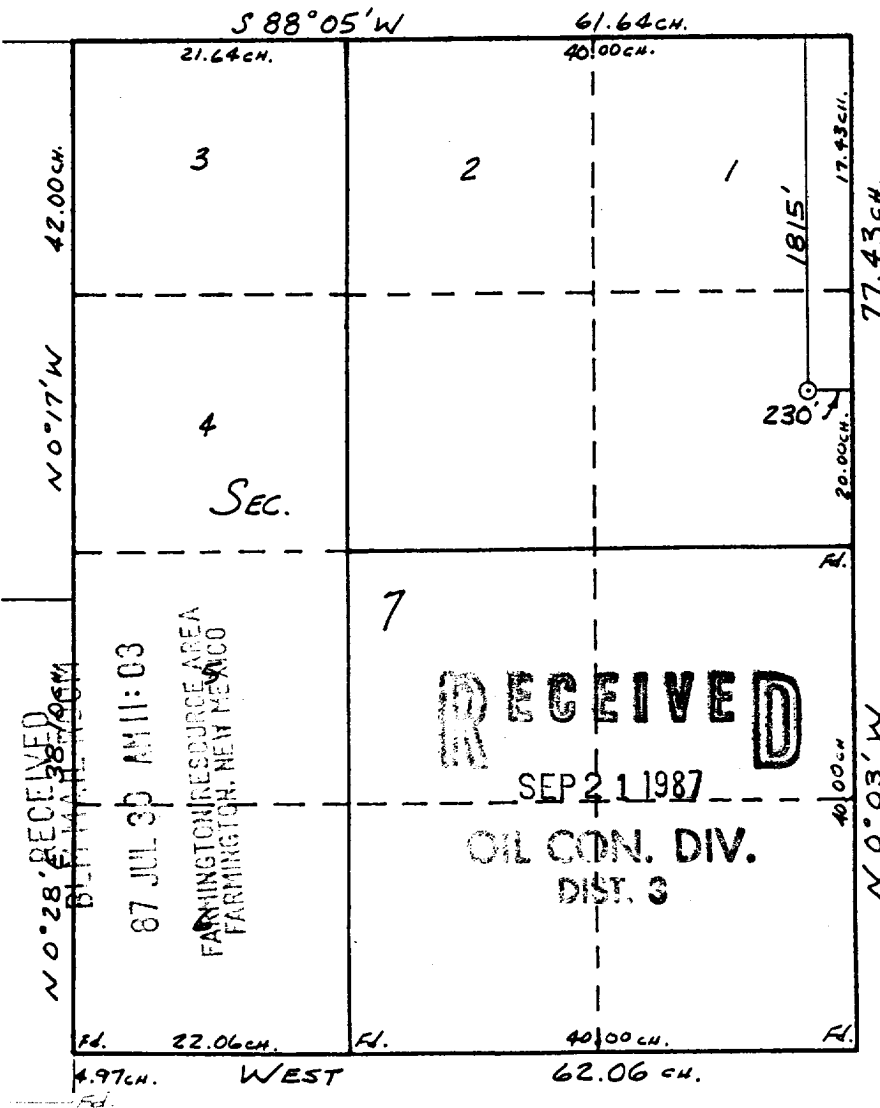 S 88°05'W 61.64CH.
21.64CH. 40.00CH.
3 2 1
42.00CH.
17.43CH.
77.43CH.
1815'
N 0°17'W
4
230'
20.00CH.
SEC.
Fd.
7
RECEIVED
87 JUL 30 AM 11:03
FARMINGTON RESOURCE AREA
FARMINGTON, NEW MEXICO
RECEIVED
SEP 21 1987
OIL CON. DIV.
DIST. 3
N 0°28'E
40.00CH
N 0°03'W
Fd. 22.06CH. Fd. 40.00CH. Fd.
4.97CH. WEST 62.06 CH.
Fd.